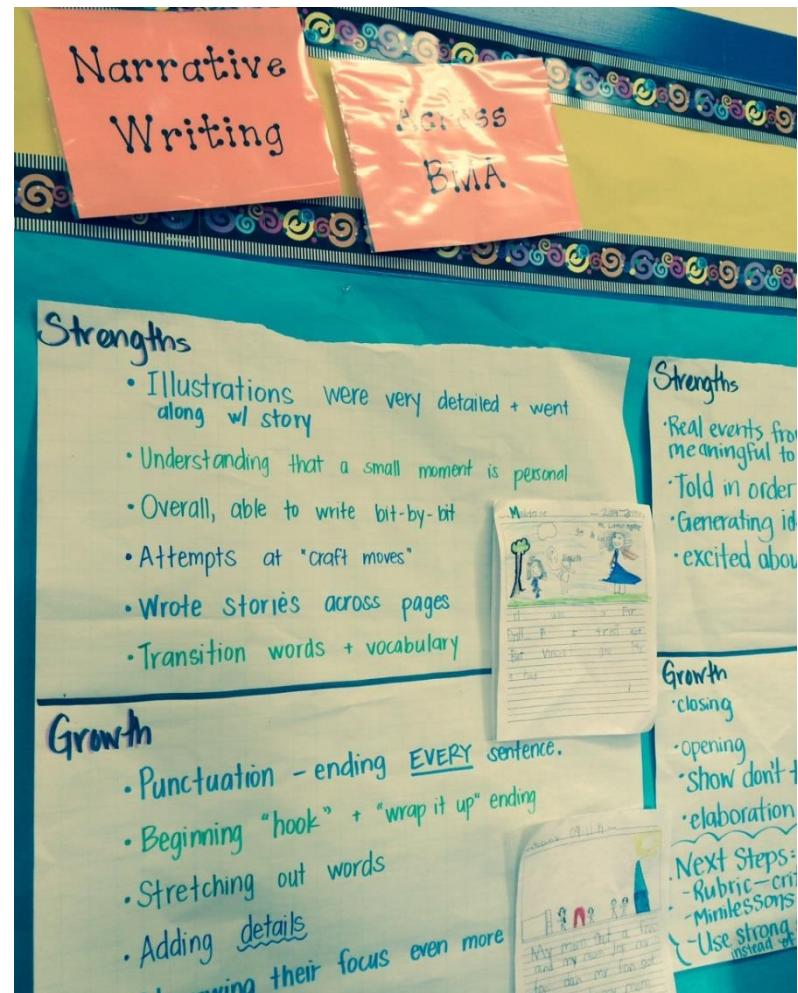 Narrative
Writing
Across
BMA
Strengths
• Illustrations were very detailed + went
along w/ story
• Understanding that a small moment is personal
• Overall, able to write bit-by-bit
• Attempts at "craft moves"
• Wrote stories across pages
• Transition words + vocabulary
Growth
• Punctuation - ending EVERY sentence.
• Beginning "hook" + "wrap it up" ending
• Stretching out words
• Adding details
their focus even more
Strengths
• Real events
meaningful to
• Told in order
• Generating
• excited
Growth
• closing
• opening
• show don't
• elaboration
• Next Steps:
- Rubric -
- Minilessons
- Use strong
instead of
My mom
and my